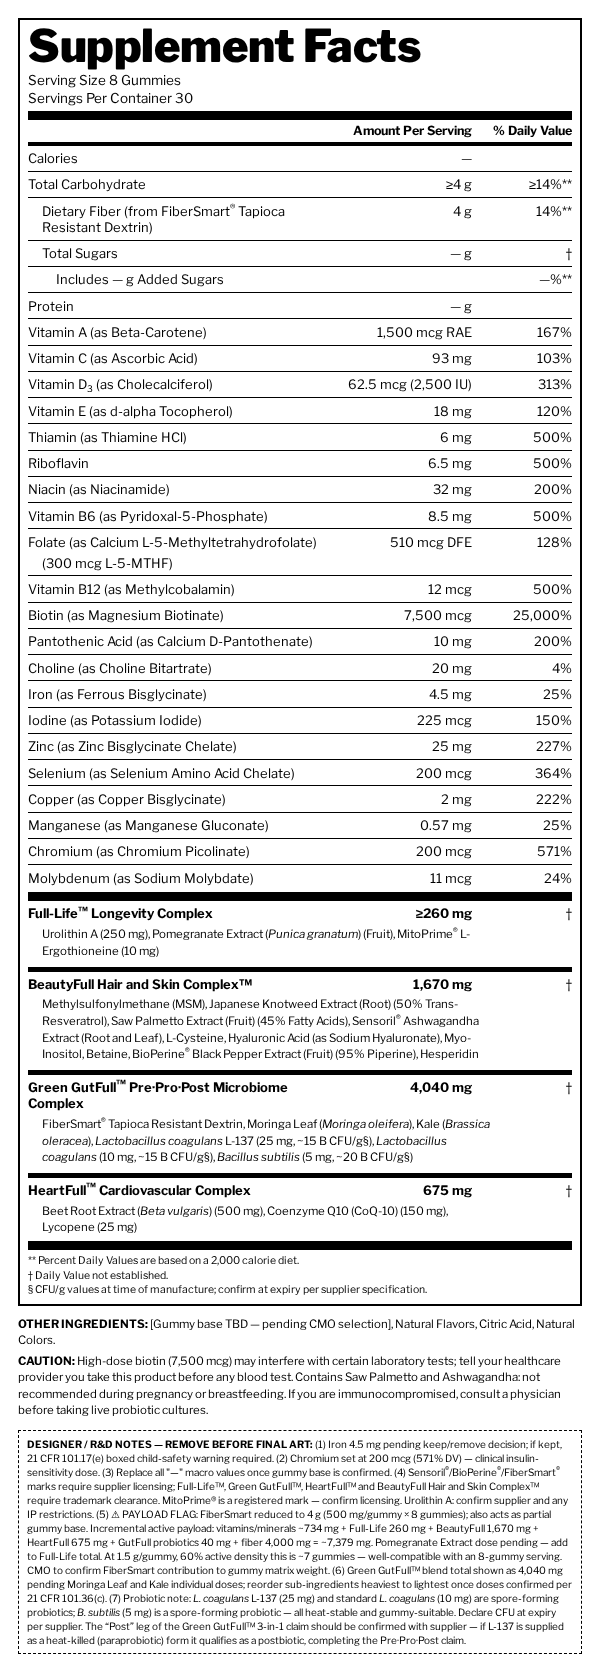 Supplement Facts
Serving Size 8 Gummies
Servings Per Container 30
Amount Per Serving % Daily Value
Calories —
Total Carbohydrate ≥4 g ≥14%**
Dietary Fiber (from FiberSmart® Tapioca 4 g 14%**
Resistant Dextrin)
Total Sugars — g †
Includes — g Added Sugars —%**
Protein — g
Vitamin A (as Beta-Carotene) 1,500 mcg RAE 167%
Vitamin C (as Ascorbic Acid) 93 mg 103%
Vitamin D₃ (as Cholecalciferol) 62.5 mcg (2,500 IU) 313%
Vitamin E (as d-alpha Tocopherol) 18 mg 120%
Thiamin (as Thiamine HCl) 6 mg 500%
Riboflavin 6.5 mg 500%
Niacin (as Niacinamide) 32 mg 200%
Vitamin B6 (as Pyridoxal-5-Phosphate) 8.5 mg 500%
Folate (as Calcium L-5-Methyltetrahydrofolate) 510 mcg DFE 128%
(300 mcg L-5-MTHF)
Vitamin B12 (as Methylcobalamin) 12 mcg 500%
Biotin (as Magnesium Biotinate) 7,500 mcg 25,000%
Pantothenic Acid (as Calcium D-Pantothenate) 10 mg 200%
Choline (as Choline Bitartrate) 20 mg 4%
Iron (as Ferrous Bisglycinate) 4.5 mg 25%
Iodine (as Potassium Iodide) 225 mcg 150%
Zinc (as Zinc Bisglycinate Chelate) 25 mg 227%
Selenium (as Selenium Amino Acid Chelate) 200 mcg 364%
Copper (as Copper Bisglycinate) 2 mg 222%
Manganese (as Manganese Gluconate) 0.57 mg 25%
Chromium (as Chromium Picolinate) 200 mcg 571%
Molybdenum (as Sodium Molybdate) 11 mcg 24%
Full-Life™ Longevity Complex ≥260 mg †
Urolithin A (250 mg), Pomegranate Extract (Punica granatum) (Fruit), MitoPrime® L-
Ergothioneine (10 mg)
BeautyFull Hair and Skin Complex™ 1,670 mg †
Methylsulfonylmethane (MSM), Japanese Knotweed Extract (Root) (50% Trans-
Resveratrol), Saw Palmetto Extract (Fruit) (45% Fatty Acids), Sensoril® Ashwagandha
Extract (Root and Leaf), L-Cysteine, Hyaluronic Acid (as Sodium Hyaluronate), Myo-
Inositol, Betaine, BioPerine® Black Pepper Extract (Fruit) (95% Piperine), Hesperidin
Green GutFull™ Pre·Pro·Post Microbiome 4,040 mg †
Complex
FiberSmart® Tapioca Resistant Dextrin, Moringa Leaf (Moringa oleifera), Kale (Brassica
oleracea), Lactobacillus coagulans L-137 (25 mg, ~15 B CFU/g§), Lactobacillus
coagulans (10 mg, ~15 B CFU/g§), Bacillus subtilis (5 mg, ~20 B CFU/g§)
HeartFull™ Cardiovascular Complex 675 mg †
Beet Root Extract (Beta vulgaris) (500 mg), Coenzyme Q10 (CoQ-10) (150 mg),
Lycopene (25 mg)
** Percent Daily Values are based on a 2,000 calorie diet.
† Daily Value not established.
§ CFU/g values at time of manufacture; confirm at expiry per supplier specification.
OTHER INGREDIENTS: [Gummy base TBD — pending CMO selection], Natural Flavors, Citric Acid, Natural
Colors.
CAUTION: High-dose biotin (7,500 mcg) may interfere with certain laboratory tests; tell your healthcare
provider you take this product before any blood test. Contains Saw Palmetto and Ashwagandha: not
recommended during pregnancy or breastfeeding. If you are immunocompromised, consult a physician
before taking live probiotic cultures.
DESIGNER / R&D NOTES — REMOVE BEFORE FINAL ART: (1) Iron 4.5 mg pending keep/remove decision; if kept,
21 CFR 101.17(e) boxed child-safety warning required. (2) Chromium set at 200 mcg (571% DV) — clinical insulin-
sensitivity dose. (3) Replace all "—" macro values once gummy base is confirmed. (4) Sensoril®/BioPerine®/FiberSmart®
marks require supplier licensing; Full-Life™, Green GutFull™, HeartFull™ and BeautyFull Hair and Skin Complex™
require trademark clearance. MitoPrime® is a registered mark — confirm licensing. Urolithin A: confirm supplier and any
IP restrictions. (5) ⚠ PAYLOAD FLAG: FiberSmart reduced to 4 g (500 mg/gummy × 8 gummies); also acts as partial
gummy base. Incremental active payload: vitamins/minerals ~734 mg + Full-Life 260 mg + BeautyFull 1,670 mg +
HeartFull 675 mg + GutFull probiotics 40 mg + fiber 4,000 mg = ~7,379 mg. Pomegranate Extract dose pending — add
to Full-Life total. At 1.5 g/gummy, 60% active density this is ~7 gummies — well-compatible with an 8-gummy serving.
CMO to confirm FiberSmart contribution to gummy matrix weight. (6) Green GutFull™ blend total shown as 4,040 mg
pending Moringa Leaf and Kale individual doses; reorder sub-ingredients heaviest to lightest once doses confirmed per
21 CFR 101.36(c). (7) Probiotic note: L. coagulans L-137 (25 mg) and standard L. coagulans (10 mg) are spore-forming
probiotics; B. subtilis (5 mg) is a spore-forming probiotic — all heat-stable and gummy-suitable. Declare CFU at expiry
per supplier. The “Post” leg of the Green GutFull™ 3-in-1 claim should be confirmed with supplier — if L-137 is supplied
as a heat-killed (paraprobiotic) form it qualifies as a postbiotic, completing the Pre·Pro·Post claim.